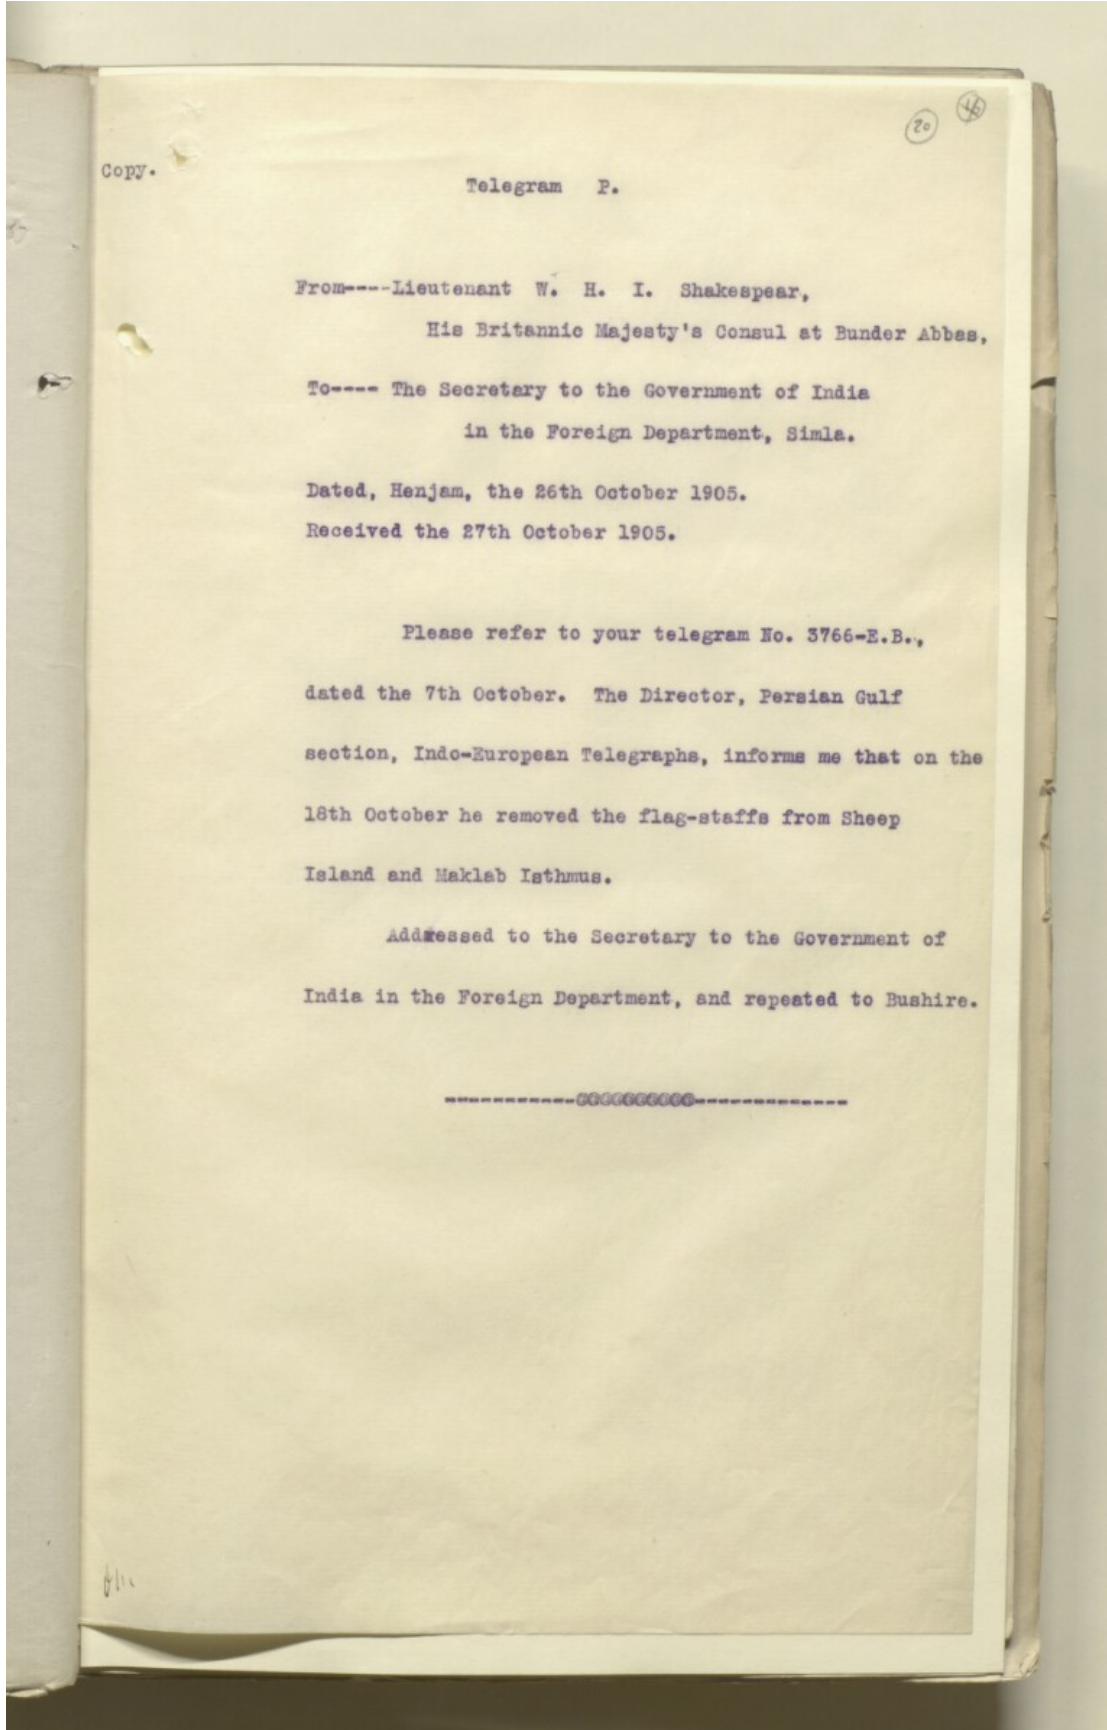 20
Copy.
Telegram P.
From----Lieutenant W. H. I. Shakespear,
His Britannic Majesty's Consul at Bunder Abbas,
To---- The Secretary to the Government of India
in the Foreign Department, Simla.
Dated, Henjam, the 26th October 1905.
Received the 27th October 1905.
Please refer to your telegram No. 3766-E.B.,
dated the 7th October. The Director, Persian Gulf
section, Indo-European Telegraphs, informs me that on the
18th October he removed the flag-staffs from Sheep
Island and Maklab Isthmus.
Addressed to the Secretary to the Government of
India in the Foreign Department, and repeated to Bushire.